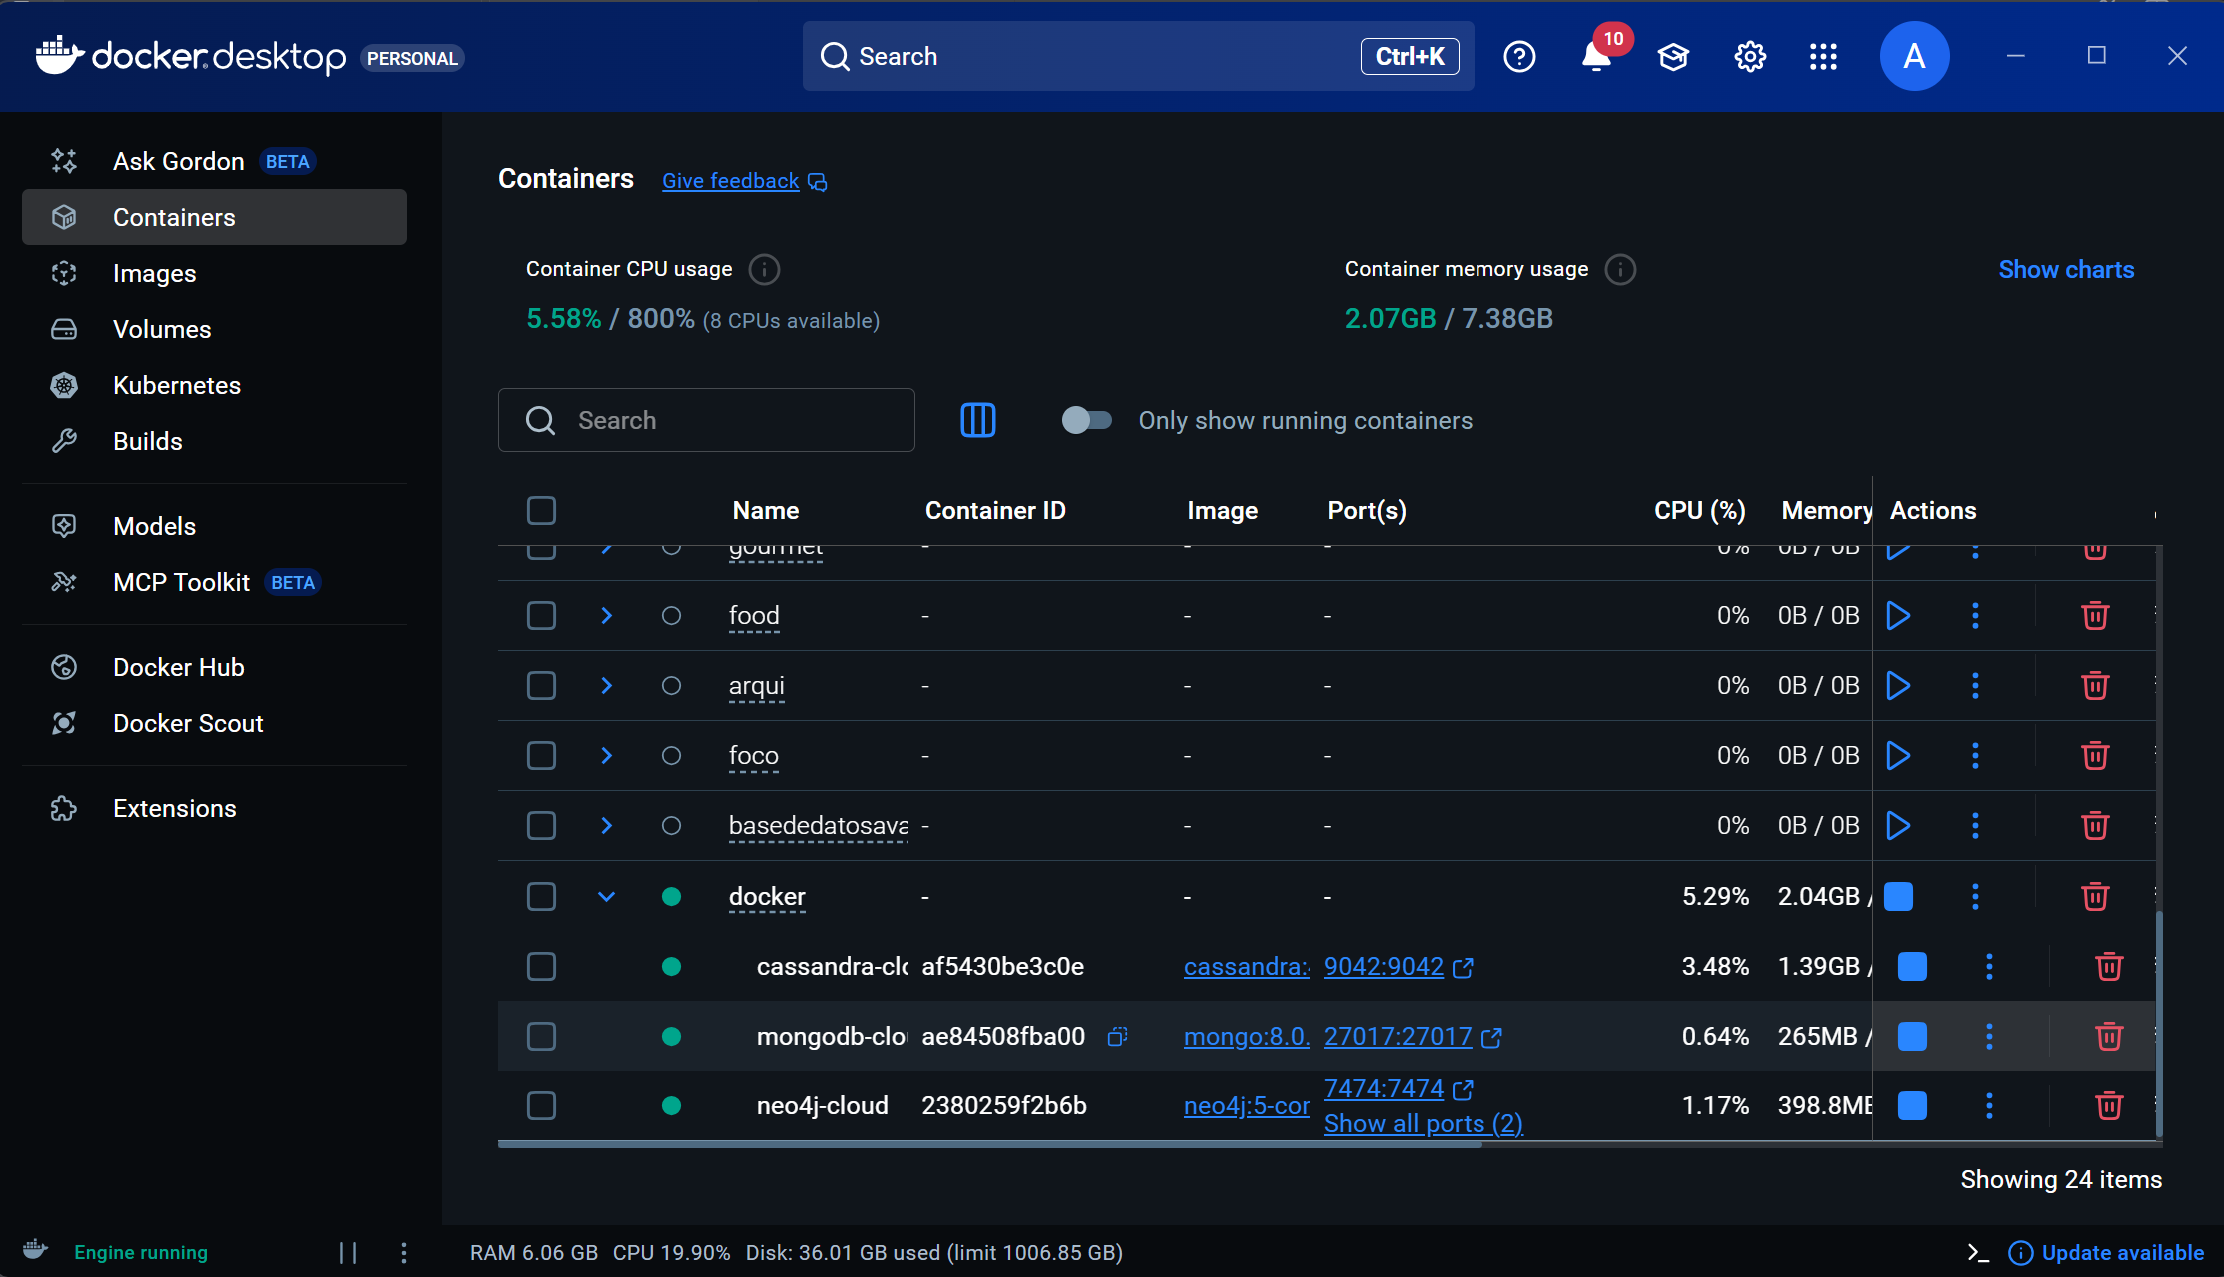 docker desktop PERSONAL
Search
Ctrl+K
10
A
Ask Gordon BETA
Containers
Images
Volumes
Kubernetes
Builds
Models
MCP Toolkit BETA
Docker Hub
Docker Scout
Extensions
Containers Give feedback
Container CPU usage
5.58% / 800% (8 CPUs available)
Container memory usage
2.07GB / 7.38GB
Show charts
Search
Only show running containers
Name Container ID Image Port(s) CPU (%) Memory Actions
gourmet - - - 0% 0B / 0B
food - - - 0% 0B / 0B
arqui - - - 0% 0B / 0B
foco - - - 0% 0B / 0B
basededatosava - - - 0% 0B / 0B
docker - - - 5.29% 2.04GB /
cassandra-clo af5430be3c0e cassandra: 9042:9042 3.48% 1.39GB /
mongodb-clo ae84508fba00 mongo:8.0. 27017:27017 0.64% 265MB /
neo4j-cloud 2380259f2b6b neo4j:5-cor 7474:7474 1.17% 398.8ME
Show all ports (2)
Showing 24 items
Engine running
RAM 6.06 GB CPU 19.90% Disk: 36.01 GB used (limit 1006.85 GB)
>_
Update available